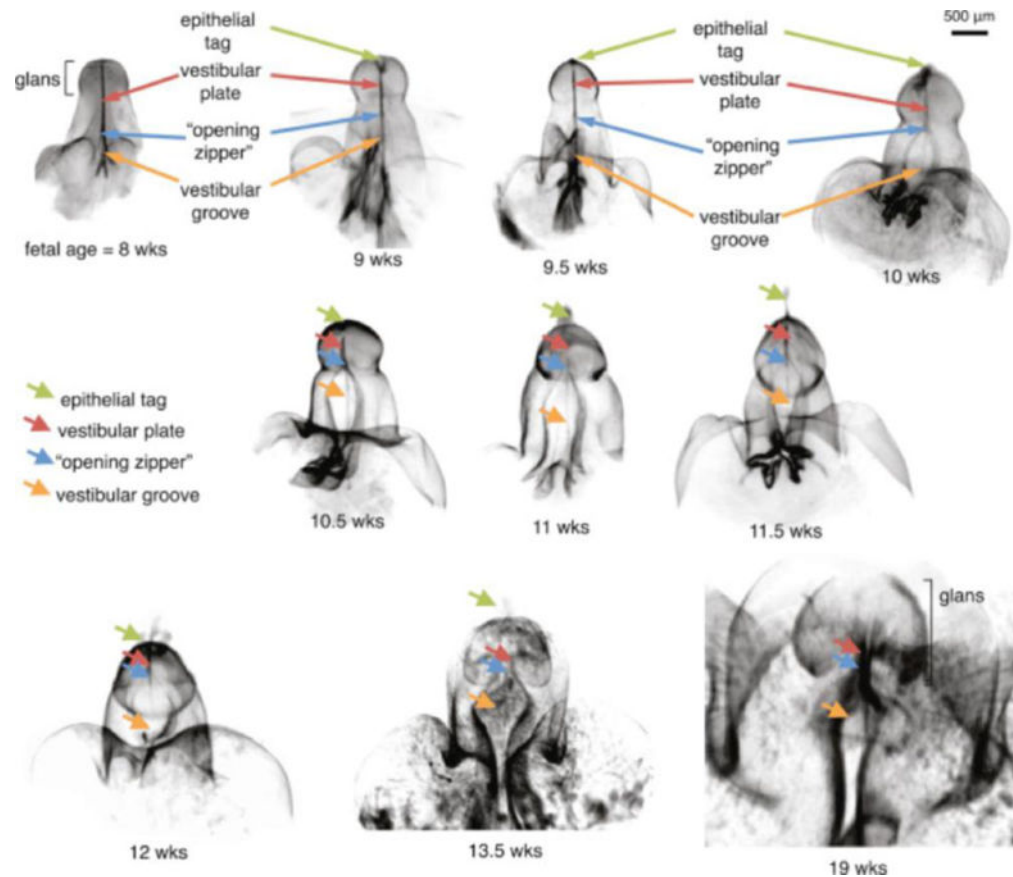 epithelial
tag
glans
vestibular
plate
"opening
zipper"
vestibular
groove
fetal age = 8 wks
9 wks
epithelial
tag
vestibular
plate
"opening
zipper"
vestibular
groove
9.5 wks
500 µm
10 wks
epithelial tag
vestibular plate
"opening zipper"
vestibular groove
10.5 wks
11 wks
11.5 wks
glans
12 wks
13.5 wks
19 wks